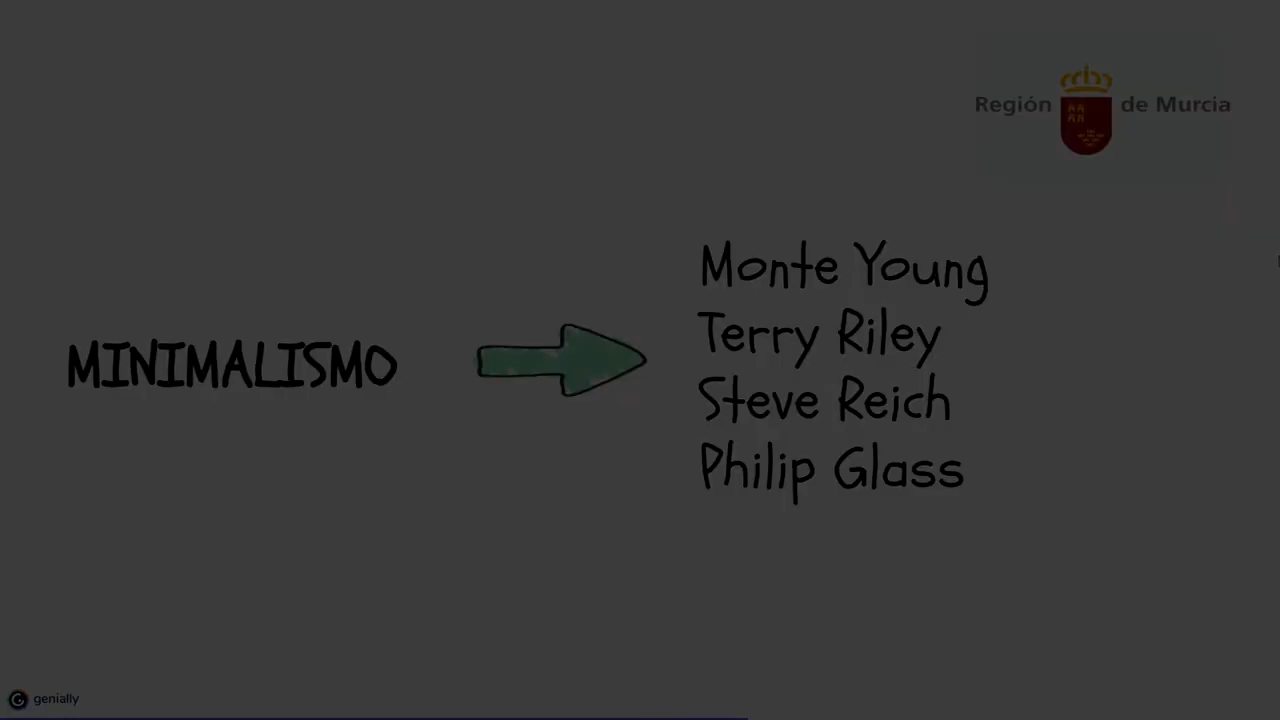 Región de Murcia
MINIMALISMO
Monte Young
Terry Riley
Steve Reich
Philip Glass
genially